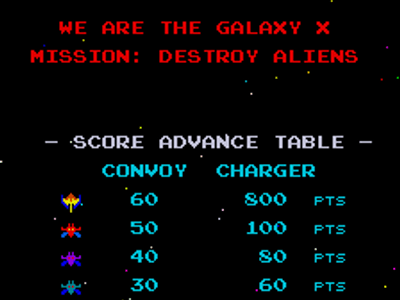 WE ARE THE GALAXY X
MISSION: DESTROY ALIENS
– SCORE ADVANCE TABLE –
CONVOY CHARGER
60 800 PTS
50 100 PTS
40 80 PTS
30 60 PTS